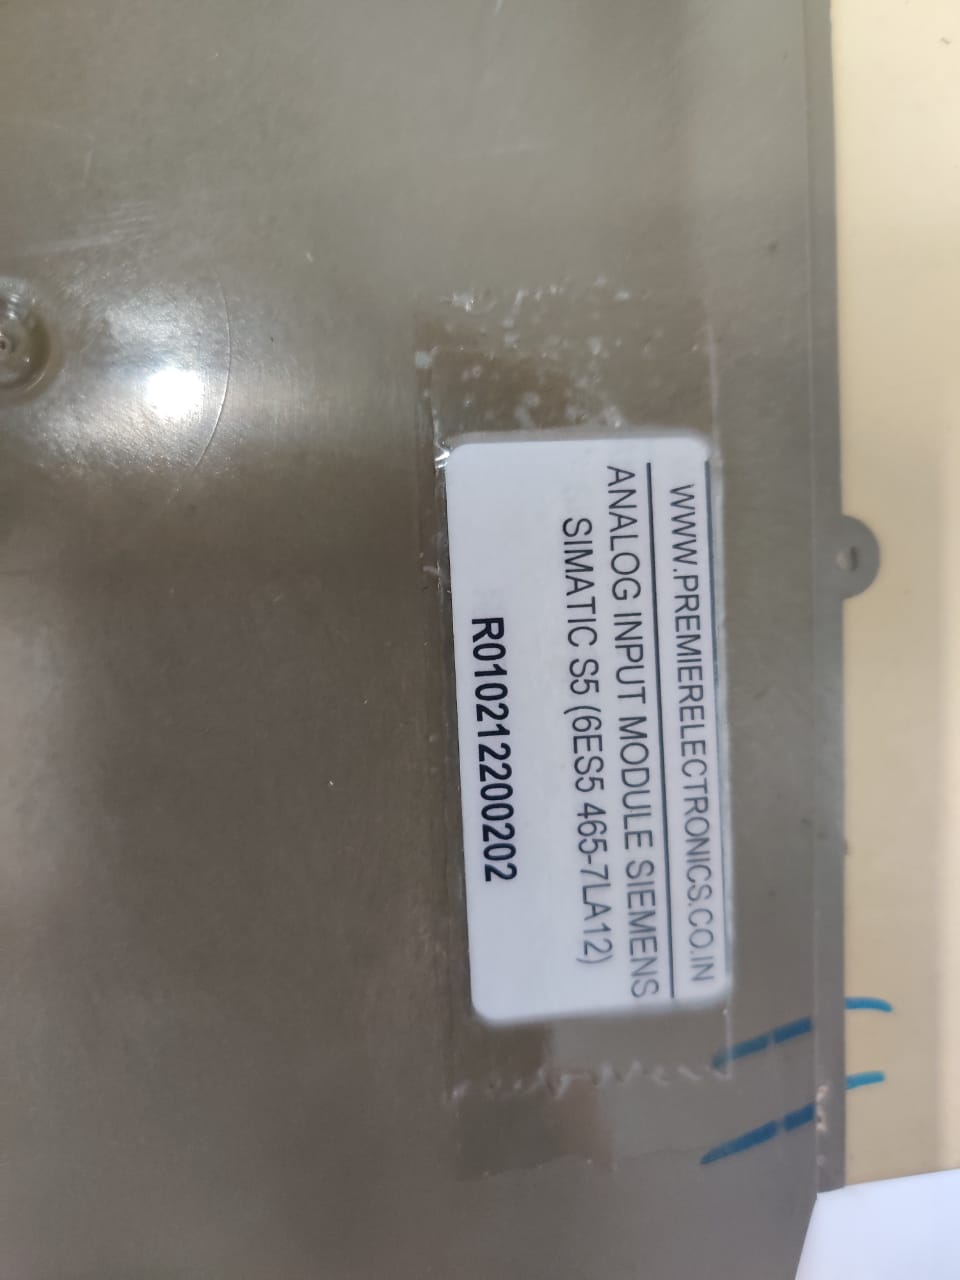 WWW.PREMIERELECTRONICS.CO.IN
ANALOG INPUT MODULE SIEMENS
SIMATIC S5 (6ES5 465-7LA12)
R010212200202